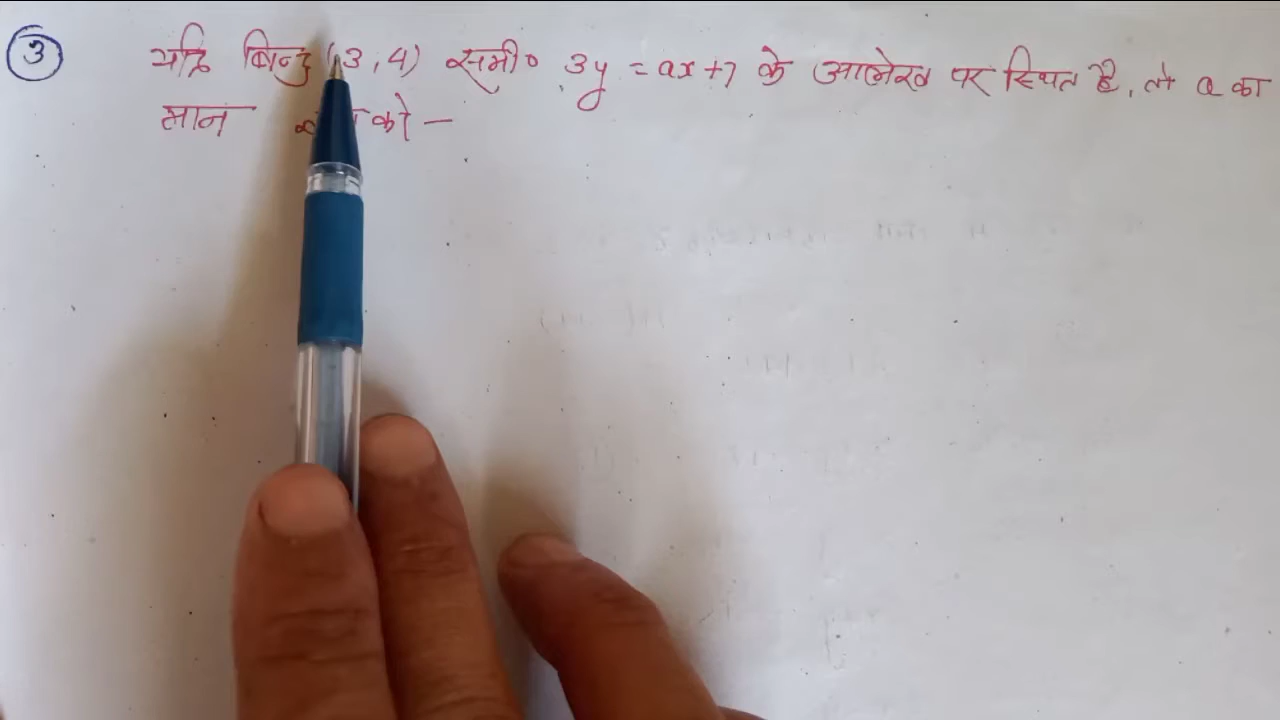 3 यदि बिन्दु (3,4) समी० 3y = ax+7 के आलेख पर स्थित है, तो a का
मान को —